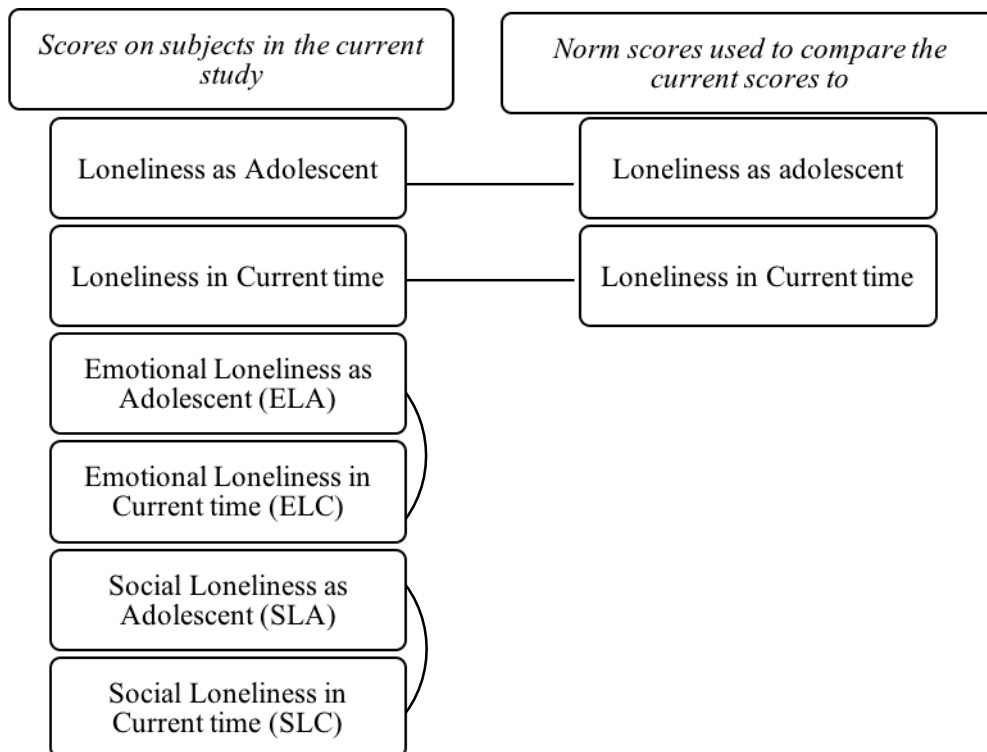 Scores on subjects in the current
study
Norm scores used to compare the
current scores to
Loneliness as Adolescent
Loneliness as adolescent
Loneliness in Current time
Loneliness in Current time
Emotional Loneliness as
Adolescent (ELA)
Emotional Loneliness in
Current time (ELC)
Social Loneliness as
Adolescent (SLA)
Social Loneliness in
Current time (SLC)